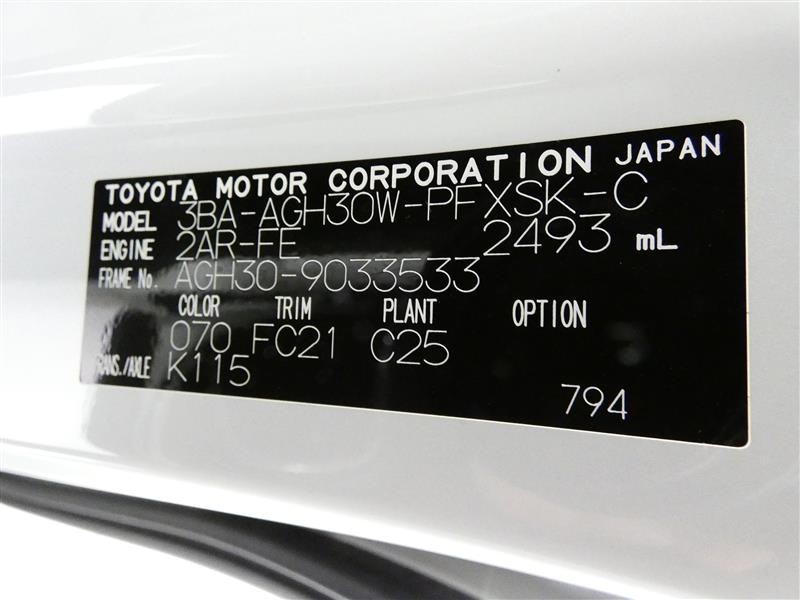 TOYOTA MOTOR CORPORATION JAPAN
MODEL 3BA-AGH30W-PFXSK-C
ENGINE 2AR-FE 2493 mL
FRAME No. AGH30-9033533
COLOR TRIM PLANT OPTION
070 FC21 C25
TRANS./AXLE K115
794